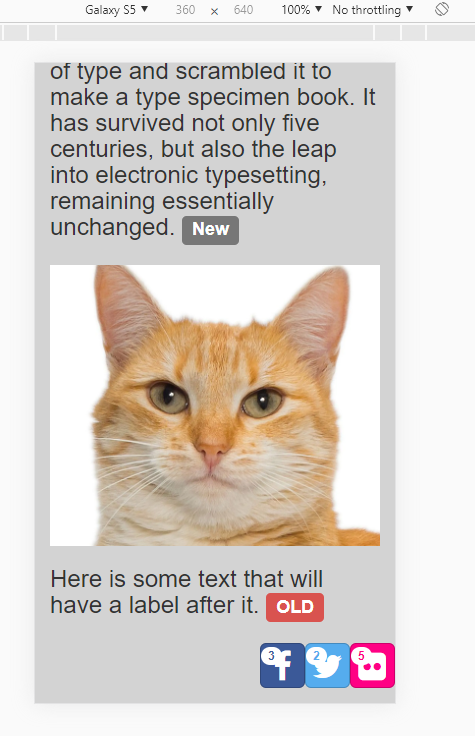 Galaxy S5 ▼ 360 × 640 100% ▼ No throttling ▼
of type and scrambled it to
make a type specimen book. It
has survived not only five
centuries, but also the leap
into electronic typesetting,
remaining essentially
unchanged. New
Here is some text that will
have a label after it. OLD
3 2 5